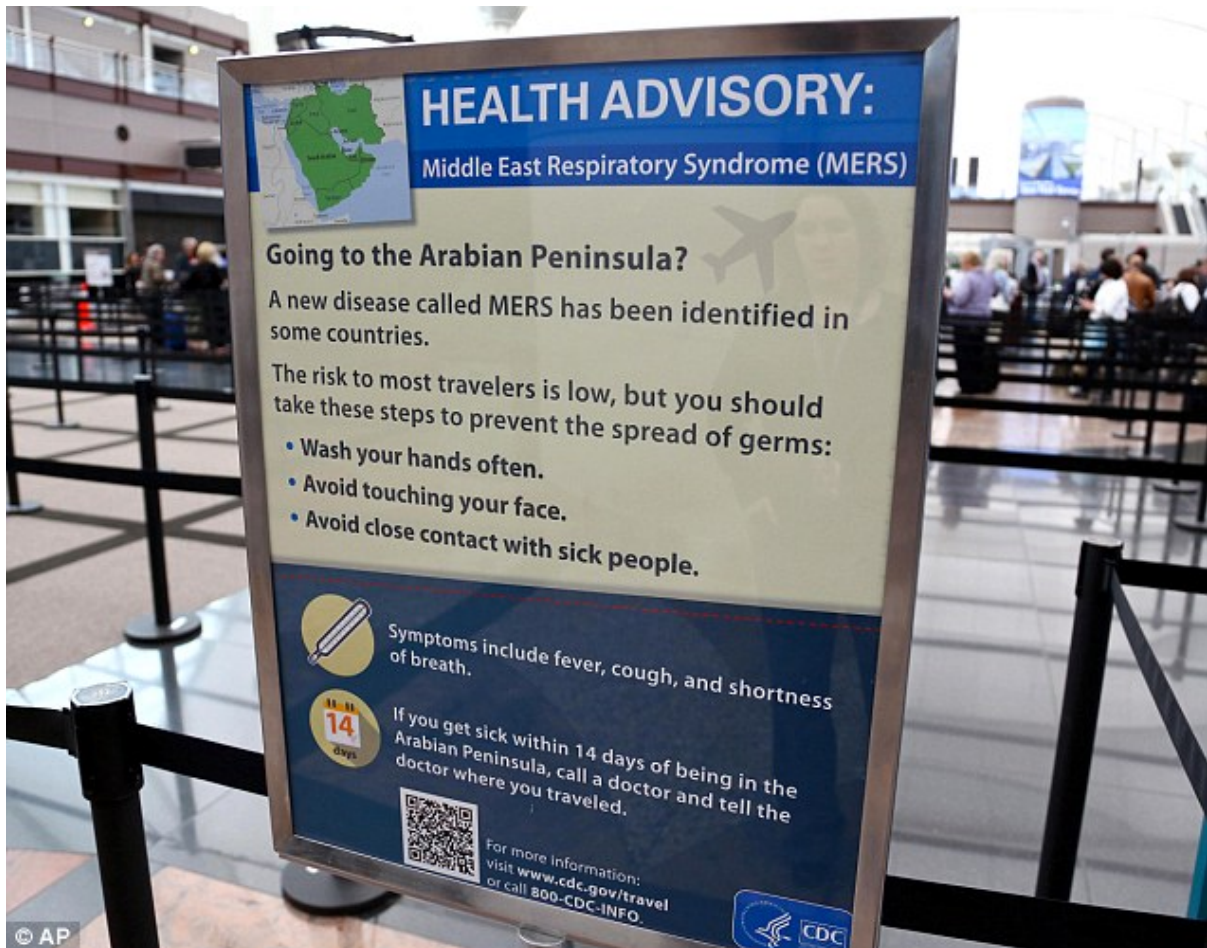 HEALTH ADVISORY:
Middle East Respiratory Syndrome (MERS)
Going to the Arabian Peninsula?
A new disease called MERS has been identified in
some countries.
The risk to most travelers is low, but you should
take these steps to prevent the spread of germs:
• Wash your hands often.
• Avoid touching your face.
• Avoid close contact with sick people.
Symptoms include fever, cough, and shortness
of breath.
14
days
If you get sick within 14 days of being in the
Arabian Peninsula, call a doctor and tell the
doctor where you traveled.
For more information:
visit www.cdc.gov/travel
or call 800-CDC-INFO.
CDC
© AP